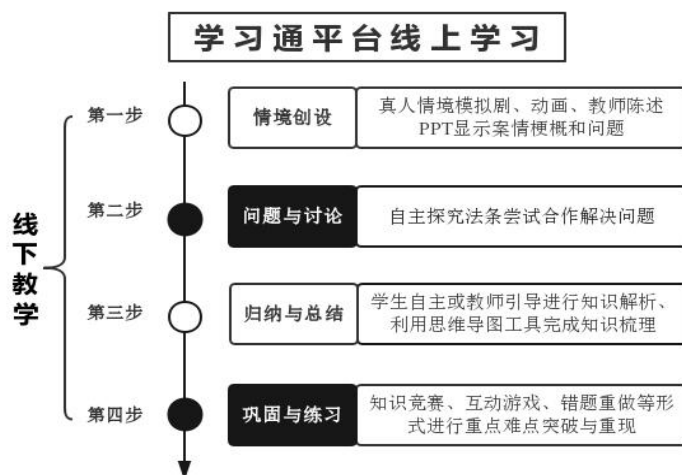 学习通平台线上学习
线下教学
第一步
情境创设
真人情境模拟剧、动画、教师陈述
PPT显示案情梗概和问题
第二步
问题与讨论
自主探究法条尝试合作解决问题
第三步
归纳与总结
学生自主或教师引导进行知识解析、
利用思维导图工具完成知识梳理
第四步
巩固与练习
知识竞赛、互动游戏、错题重做等形
式进行重点难点突破与重现